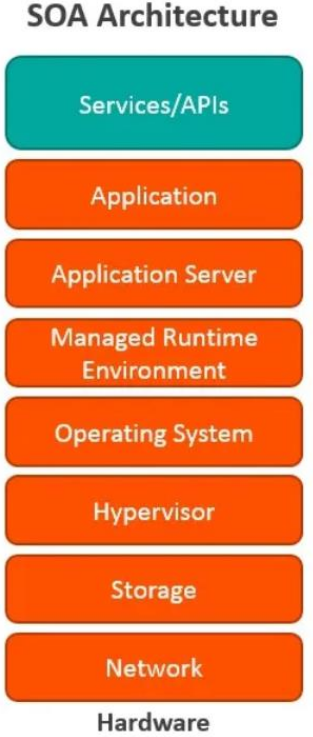 SOA Architecture
Services/APIs
Application
Application Server
Managed Runtime
Environment
Operating System
Hypervisor
Storage
Network
Hardware